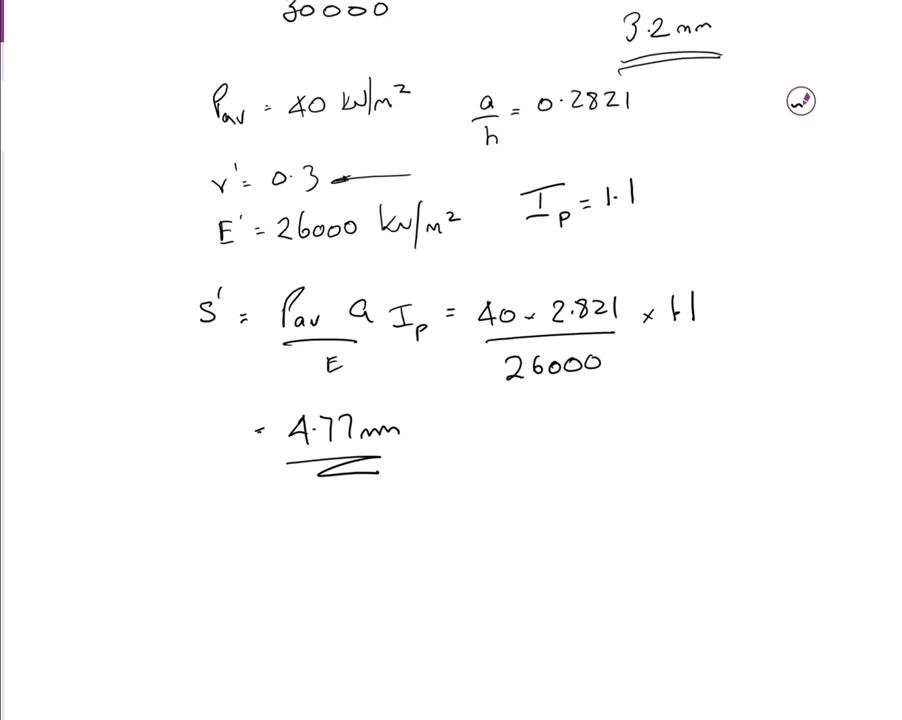 30000
3.2mm
Pav = 40 kN/m²
a/h = 0.2821
ν' = 0.3
Ip = 1.1
E' = 26000 kN/m²
S' = Pav a / E Ip = 40 × 2.821 / 26000 × 1.1
= 4.77mm